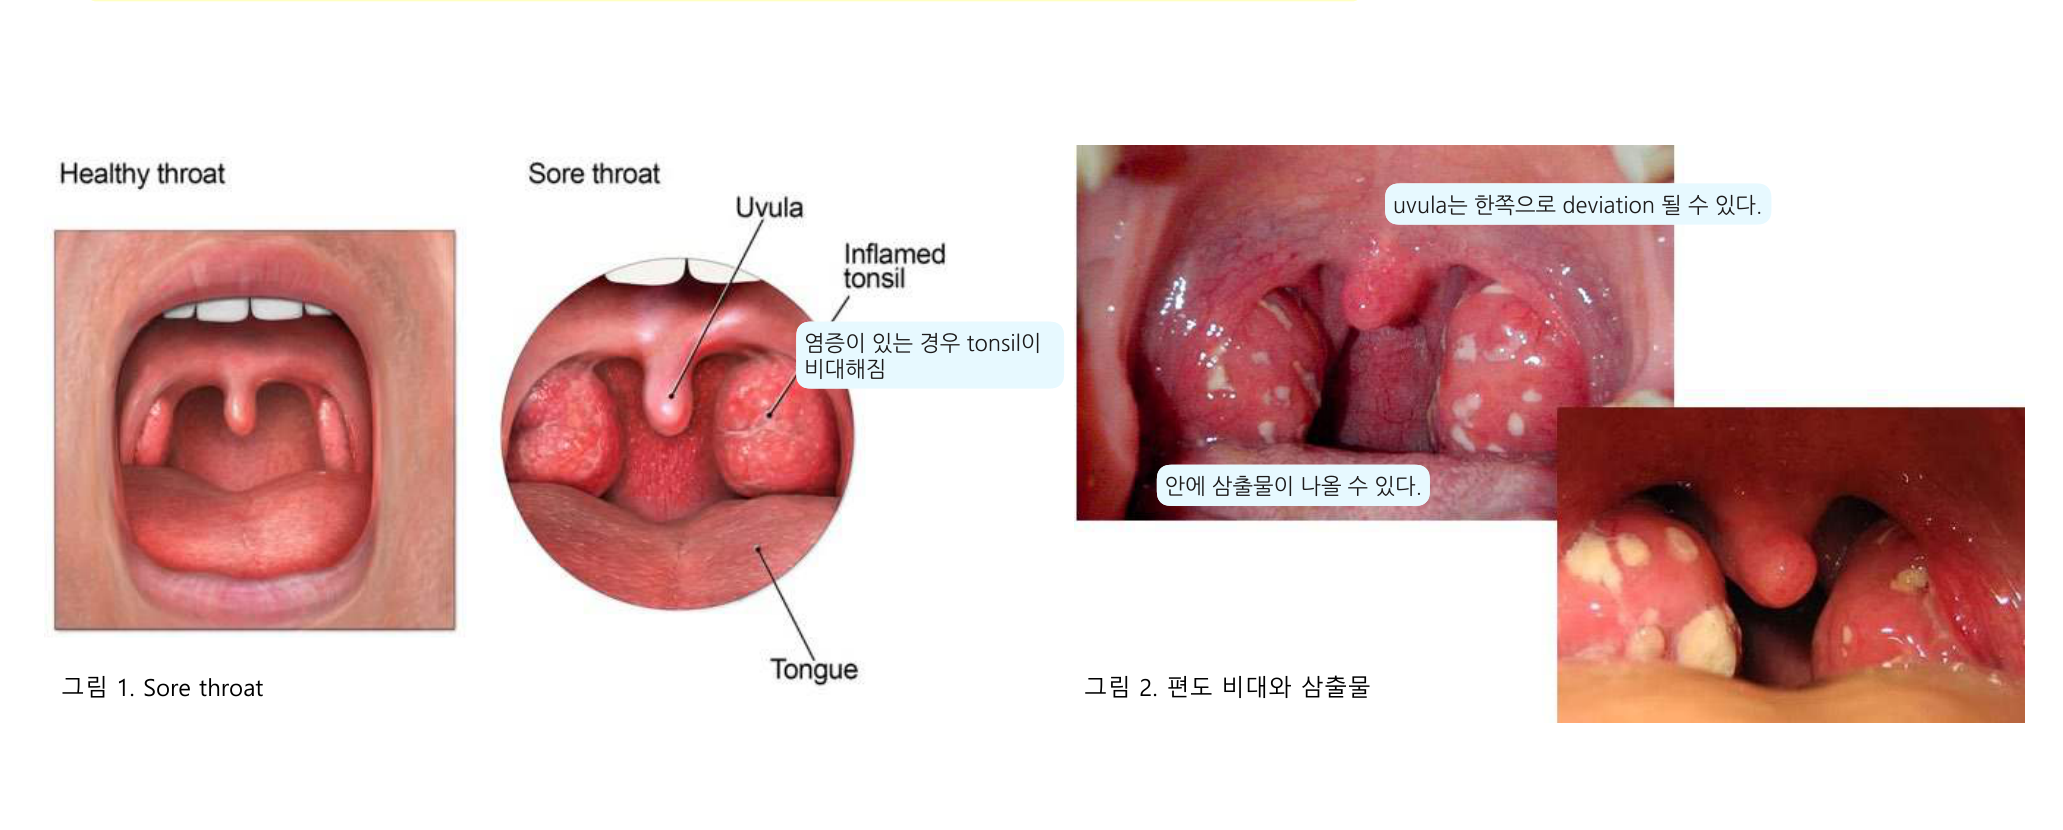 Healthy throat
Sore throat
Uvula
Inflamed
tonsil
염증이 있는 경우 tonsil이
비대해짐
Tongue
그림 1. Sore throat
uvula는 한쪽으로 deviation 될 수 있다.
안에 삼출물이 나올 수 있다.
그림 2. 편도 비대와 삼출물